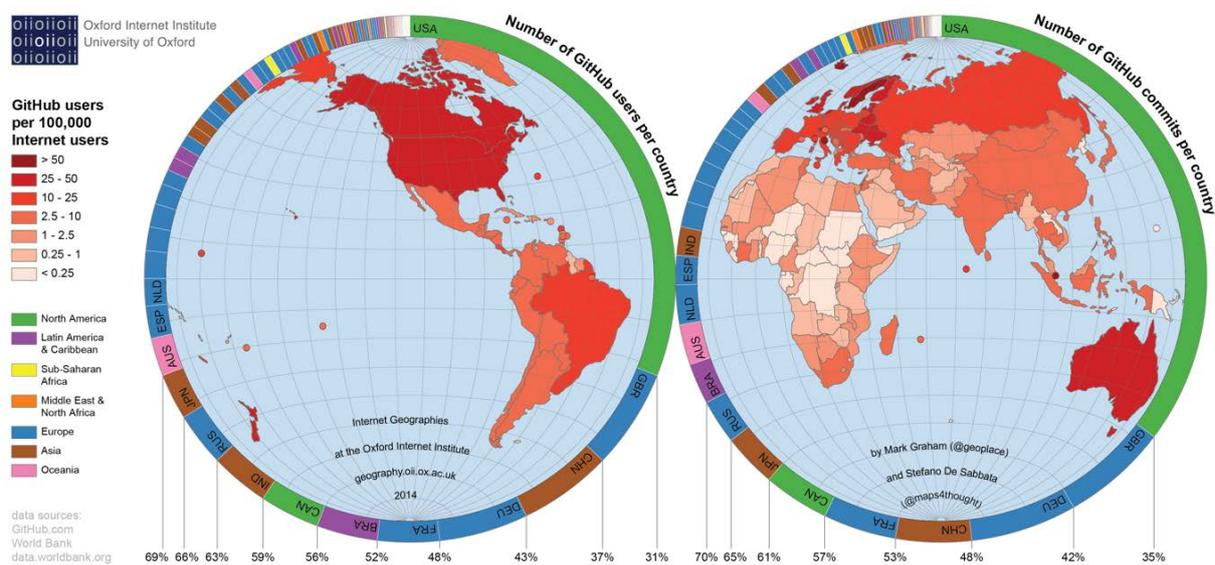 oiioiioii
oiioiioii
oiioiioii
Oxford Internet Institute
University of Oxford
GitHub users
per 100,000
Internet users
> 50
25 - 50
10 - 25
2.5 - 10
1 - 2.5
0.25 - 1
< 0.25
North America
Latin America
& Caribbean
Sub-Saharan
Africa
Middle East &
North Africa
Europe
Asia
Oceania
data sources:
GitHub.com
World Bank
data.worldbank.org
Number of GitHub users per country
USA
GBR
CHN
DEU
FRA
BRA
CAN
IND
RUS
JPN
AUS
ESP
NLD
Internet Geographies
at the Oxford Internet Institute
geography.oii.ox.ac.uk
2014
69% 66% 63% 59% 56% 52% 48% 43% 37% 31%
Number of GitHub commits per country
USA
GBR
DEU
CHN
FRA
CAN
JPN
RUS
BRA
AUS
NLD
ESP
IND
by Mark Graham (@geoplace)
and Stefano De Sabbata
(@maps4thought)
70% 65% 61% 57% 53% 48% 42% 35%